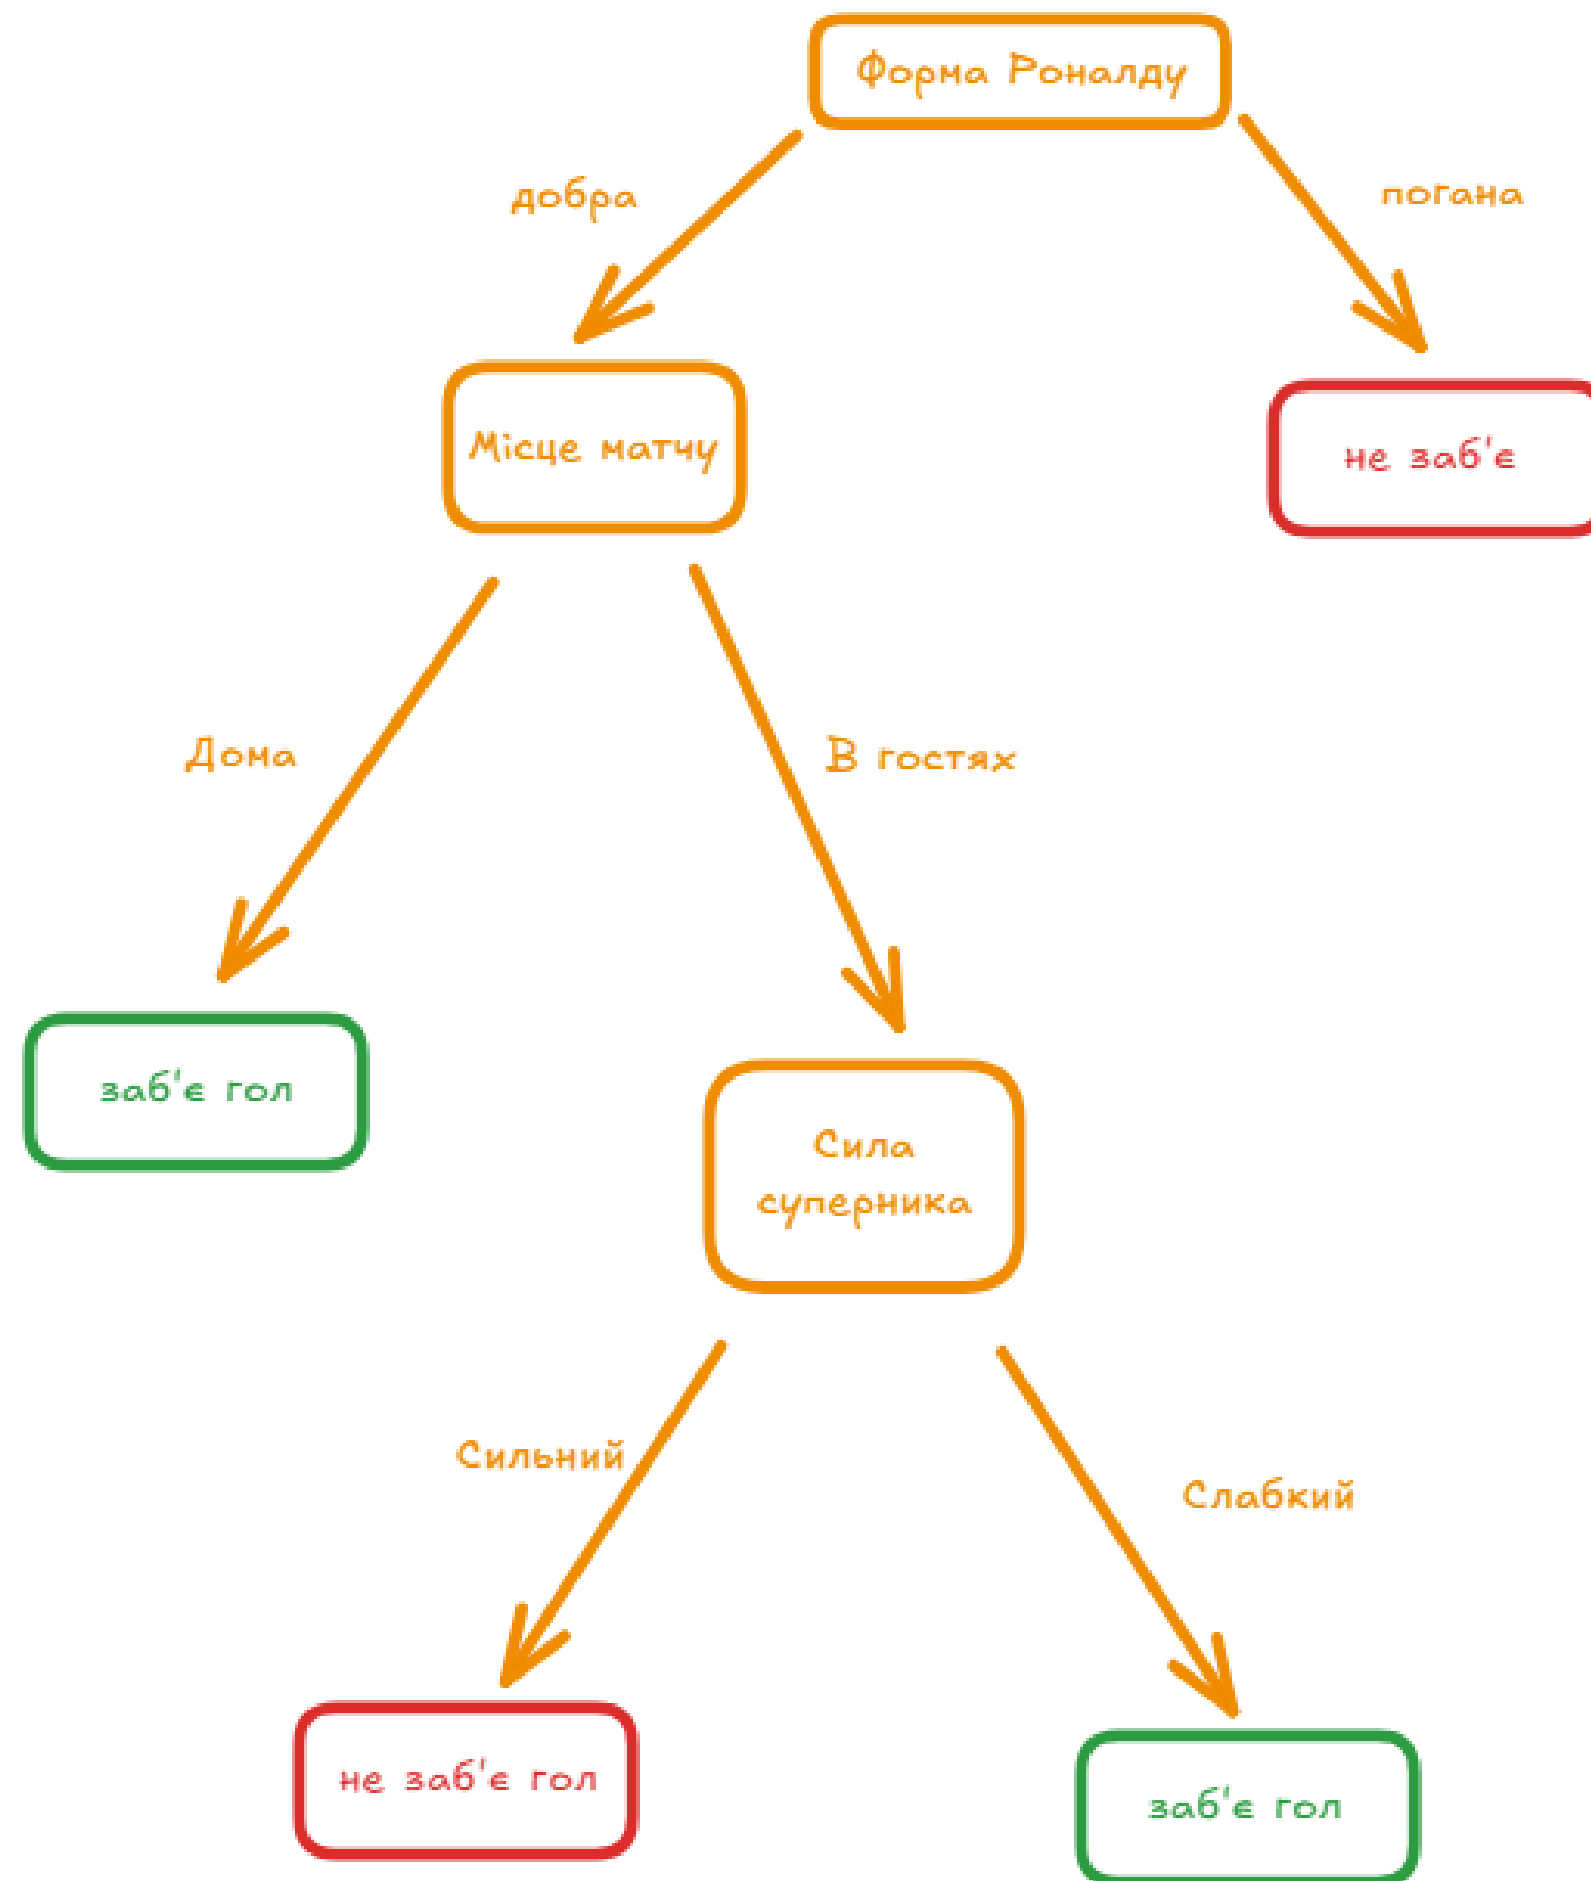 Форма Роналду
добра
погана
Місце матчу
не заб'є
Дома
В гостях
заб'є гол
Сила
суперника
Сильний
Слабкий
не заб'є гол
заб'є гол